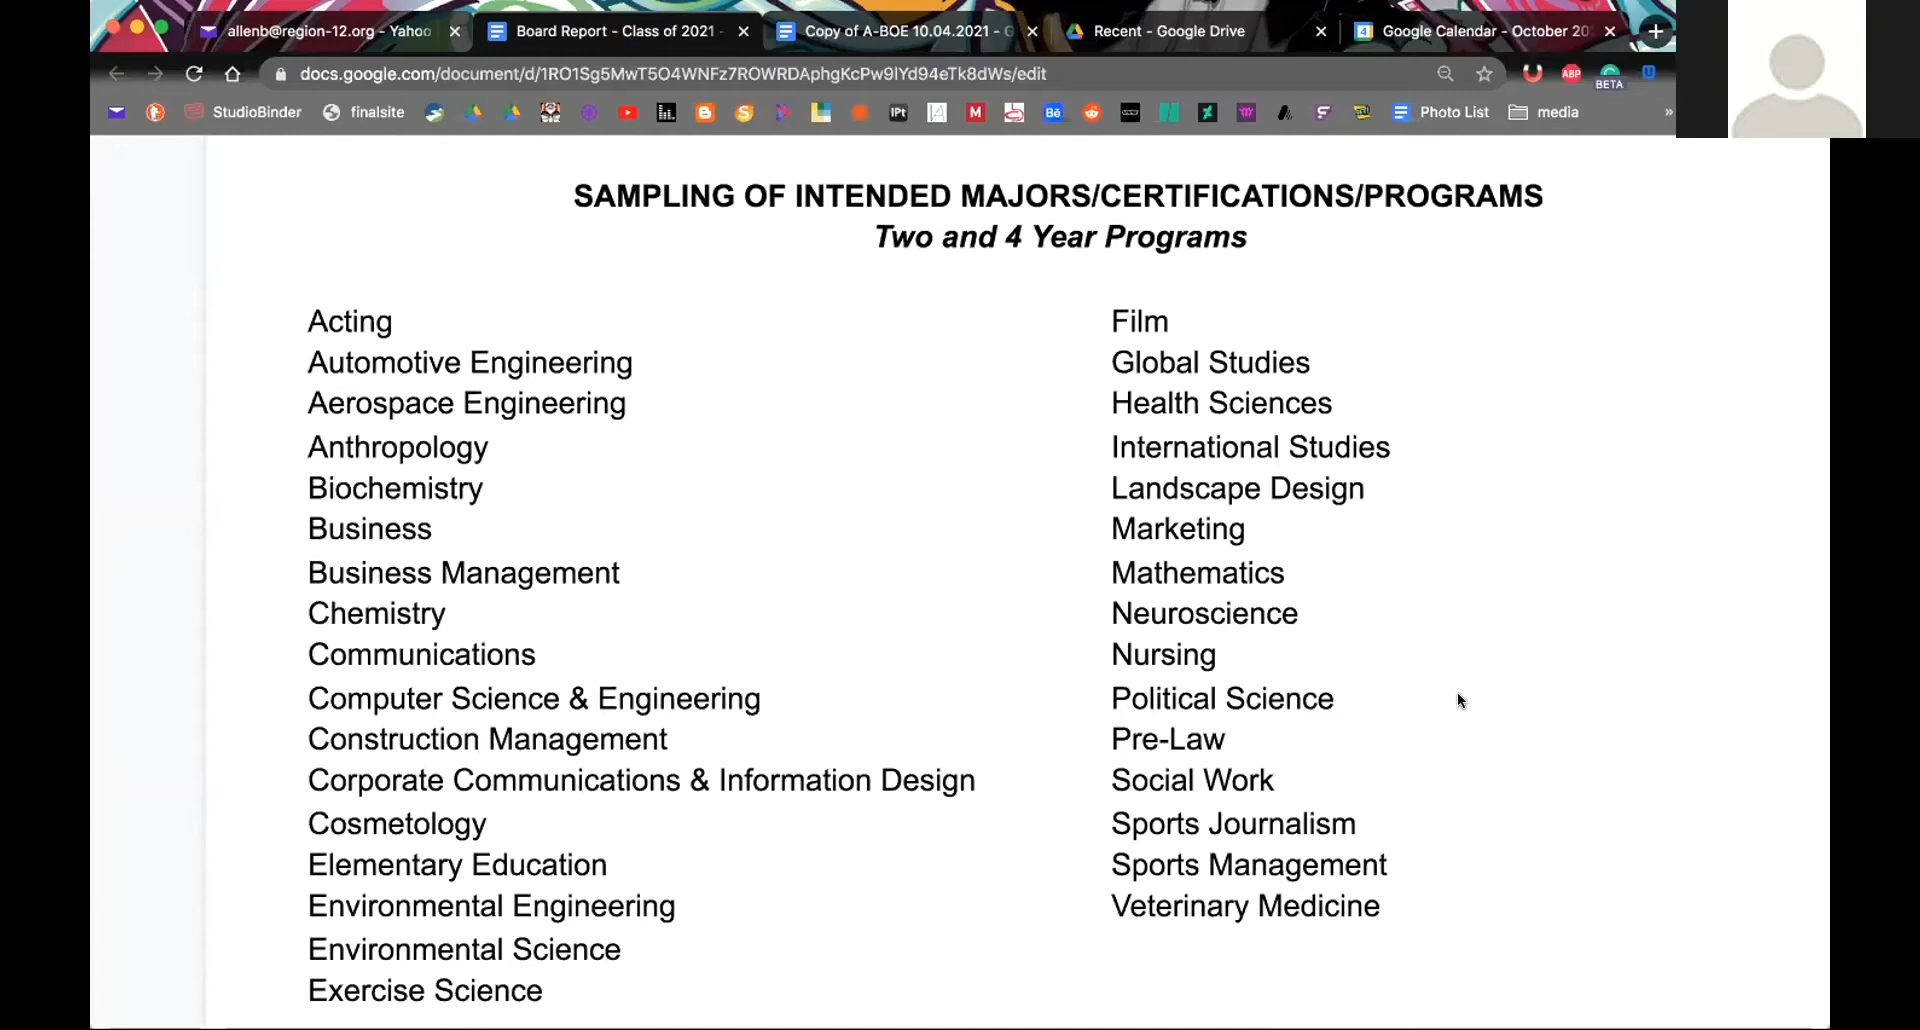 allenb@region-12.org - Yahoo
Board Report - Class of 2021 -
Copy of A-BOE 10.04.2021 - G
Recent - Google Drive
4
Google Calendar - October 20
docs.google.com/document/d/1RO1Sg5MwT5O4WNFz7ROWRDAphgKcPw9lYd94eTk8dWs/edit
ABP
BETA
StudioBinder
finalsite
IPt
M
Bē
Photo List
media
»
SAMPLING OF INTENDED MAJORS/CERTIFICATIONS/PROGRAMS
Two and 4 Year Programs
Acting
Automotive Engineering
Aerospace Engineering
Anthropology
Biochemistry
Business
Business Management
Chemistry
Communications
Computer Science & Engineering
Construction Management
Corporate Communications & Information Design
Cosmetology
Elementary Education
Environmental Engineering
Environmental Science
Exercise Science
Film
Global Studies
Health Sciences
International Studies
Landscape Design
Marketing
Mathematics
Neuroscience
Nursing
Political Science
Pre-Law
Social Work
Sports Journalism
Sports Management
Veterinary Medicine